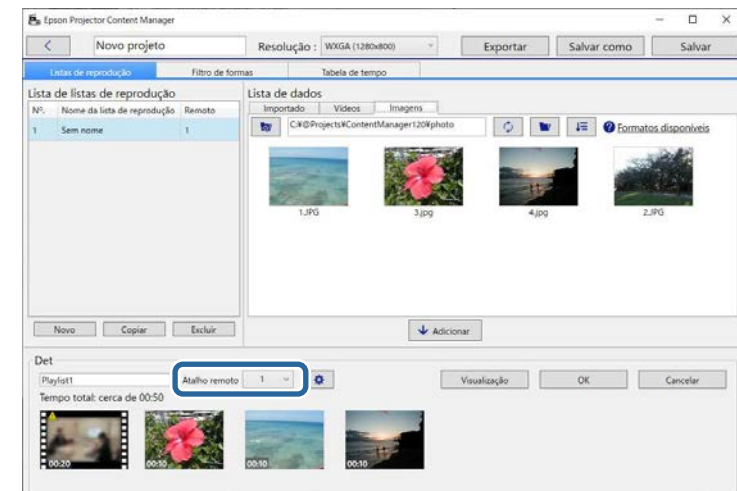 Epson Projector Content Manager
Novo projeto Resolução : WXGA (1280x800) Exportar Salvar como Salvar
Listas de reprodução Filtro de formas Tabela de tempo
Lista de listas de reprodução Lista de dados
Nº. Nome da lista de reprodução Remoto Importado Vídeos Imagens
1 Sem nome 1 C:¥@Projects¥ContentManager120¥photo Formatos disponíveis
1.JPG 3.jpg 4.jpg 2.JPG
Novo Copiar Excluir Adicionar
Det
Playlist1 Atalho remoto 1 Visualização OK Cancelar
Tempo total: cerca de 00:50
00:20 00:10 00:10 00:10